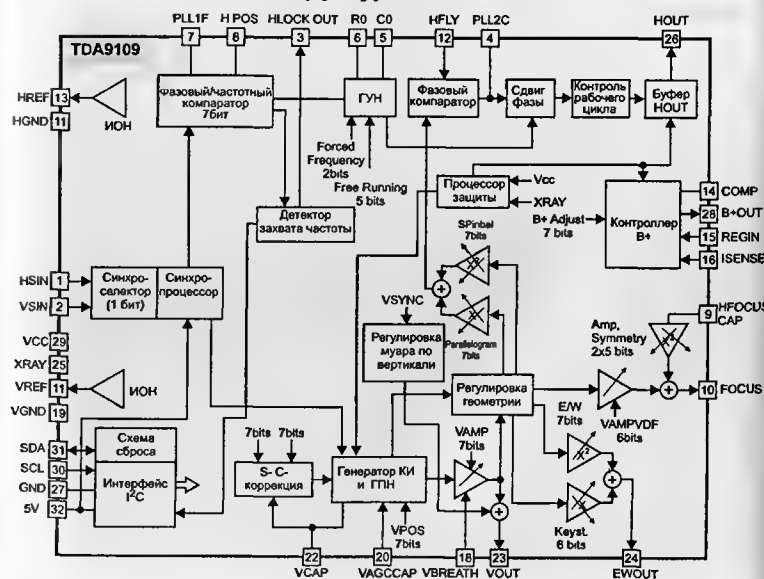 PLL1F H POS HLOCK OUT R0 C0 HFLY PLL2C HOUT
7 8 3 6 5 12 4 26
TDA9109
HREF 13
HGND 11
ИОН
Фазовый/частотный
компаратор
7бит
ГУН
Фазовый
компаратор
Сдвиг
фазы
Контроль
рабочего
цикла
Буфер
HOUT
Forced
Frequency
2bits
Free Running
5 bits
Детектор
захвата частоты
Процессор
защиты
Vcc
XRAY
B+ Adjust
7 bits
Контроллер
B+
14 COMP
28 B+OUT
15 REGIN
16 ISENSE
HSIN 1
VSIN 2
Синхро-
селектор
(1 бит)
Синхро-
процессор
VCC 29
XRAY 25
VREF 11
VGND 19
ИОН
SPinbal
7bits
Parallelogram
7bits
VSYNC
Регулировка
муара по
вертикали
Регулировка
геометрии
Amp,
Symmetry
2x5 bits
X²
9 HFOCUS
CAP
10 FOCUS
VAMPVDF
6bits
E/W
7bits
X²
Keyst.
6 bits
SDA 31
SCL 30
GND 27
5V 32
Схема
сброса
Интерфейс
I²C
7bits 7bits
S- C-
коррекция
Генератор КИ
и ГПН
VAMP
7bits
VPOS
7bits
22 20 18 23 24
VCAP VAGCCAP VBREATH VOUT EWOUT